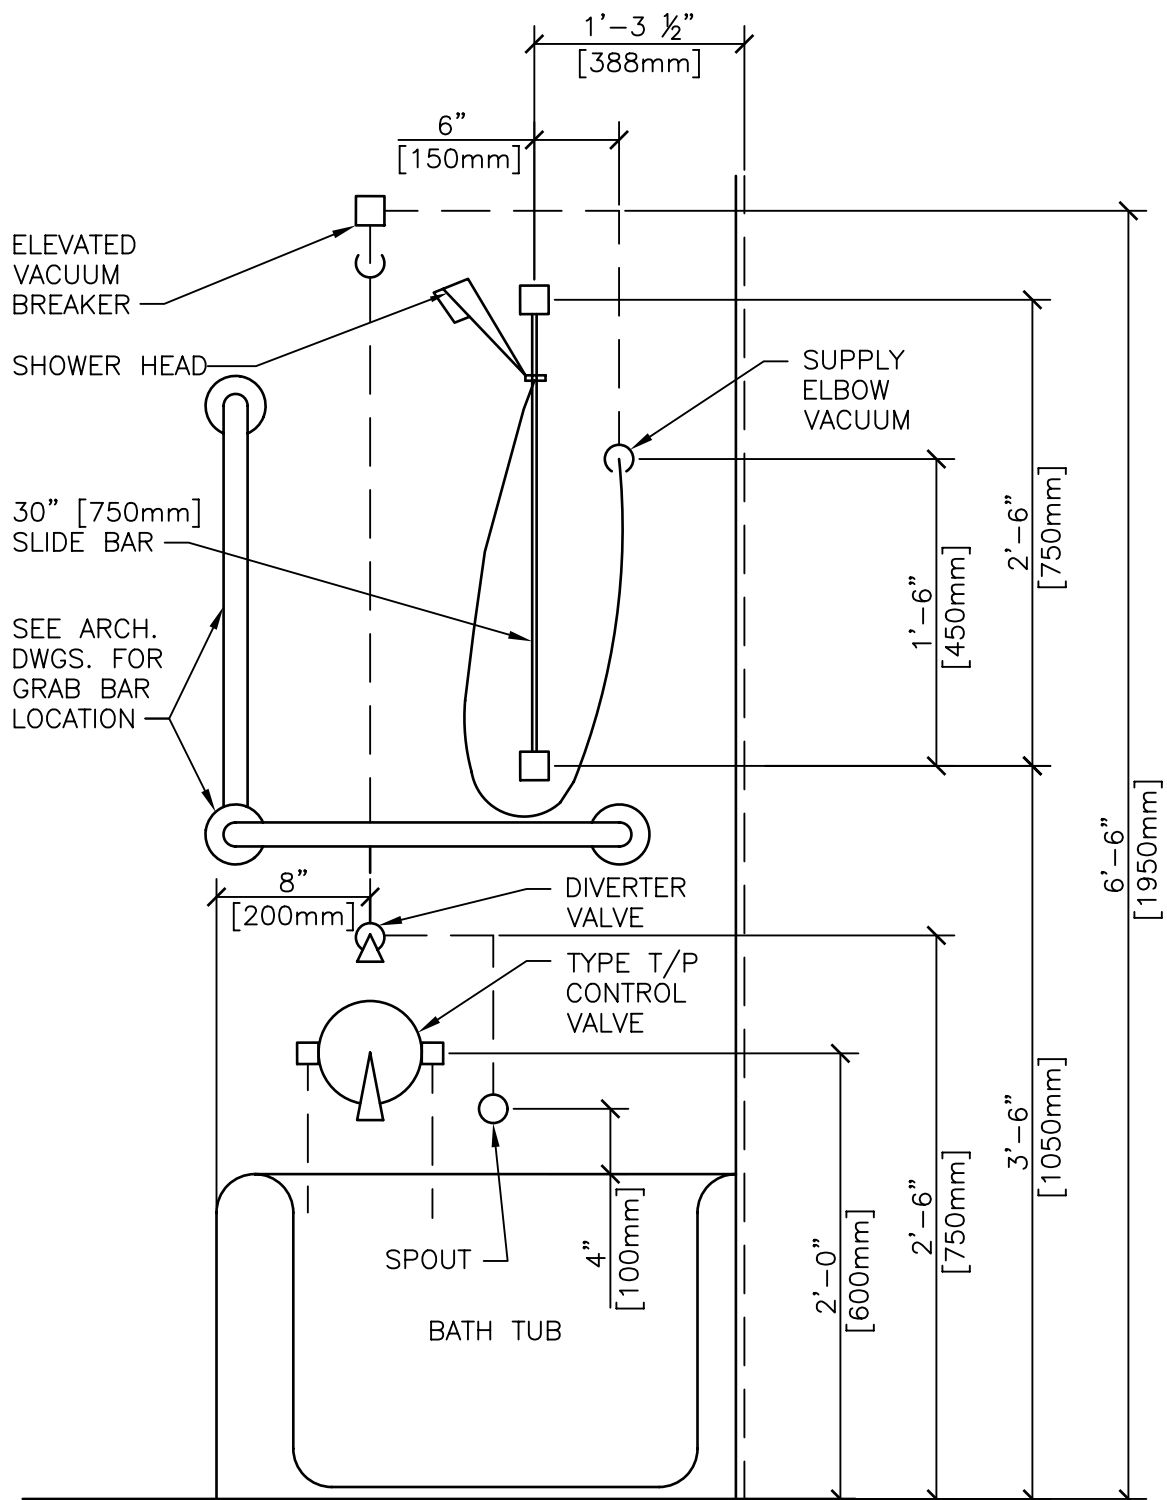 1'-3 ½"
[388mm]
6"
[150mm]
ELEVATED
VACUUM
BREAKER
SHOWER HEAD
SUPPLY
ELBOW
VACUUM
30" [750mm]
SLIDE BAR
2'-6"
[750mm]
1'-6"
[450mm]
SEE ARCH.
DWGS. FOR
GRAB BAR
LOCATION
6'-6"
[1950mm]
8"
[200mm]
DIVERTER
VALVE
TYPE T/P
CONTROL
VALVE
3'-6"
[1050mm]
2'-6"
[750mm]
2'-0"
[600mm]
4"
[100mm]
SPOUT
BATH TUB